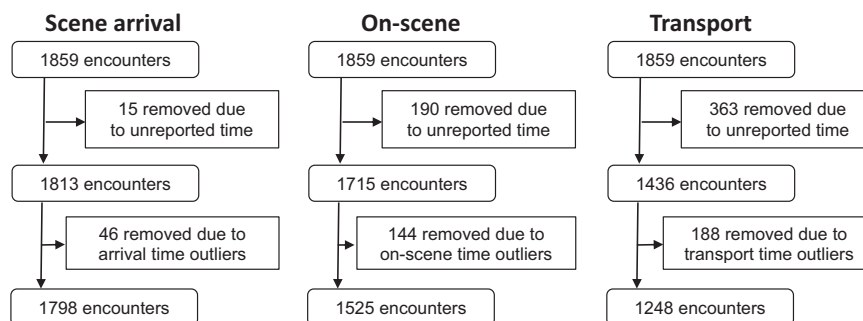 Scene arrival
1859 encounters
15 removed due
to unreported time
1813 encounters
46 removed due to
arrival time outliers
1798 encounters
On-scene
1859 encounters
190 removed due
to unreported time
1715 encounters
144 removed due to
on-scene time outliers
1525 encounters
Transport
1859 encounters
363 removed due
to unreported time
1436 encounters
188 removed due to
transport time outliers
1248 encounters